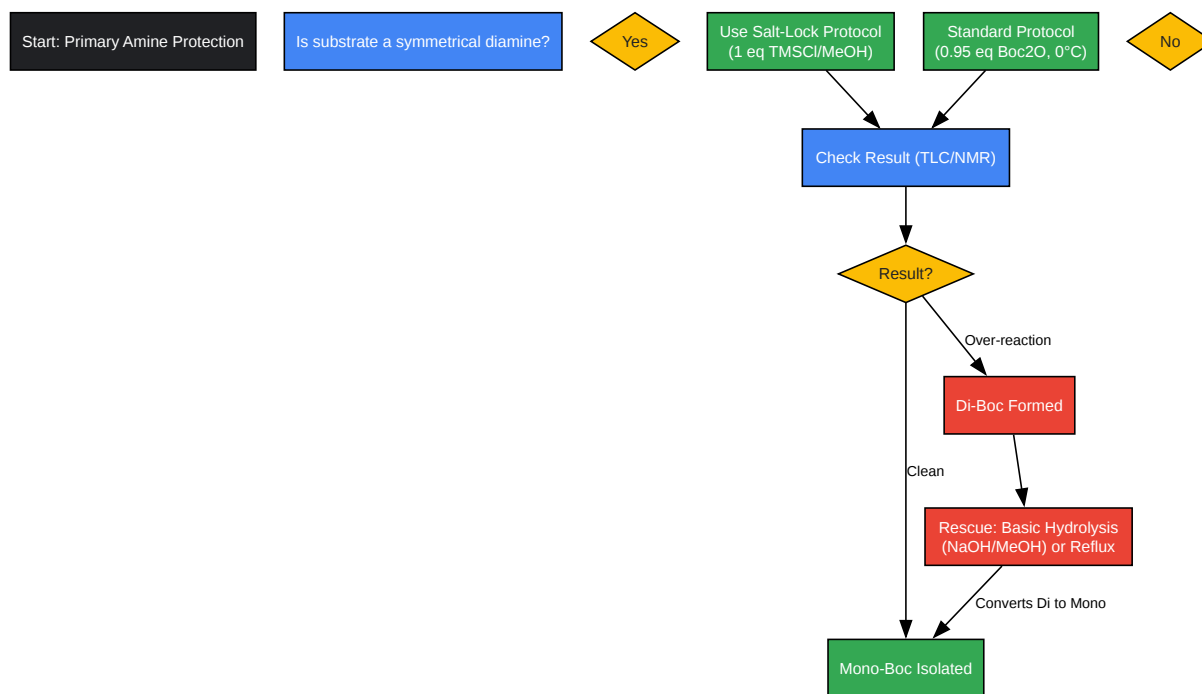 Start: Primary Amine Protection
Is substrate a symmetrical diamine?
Yes
Use Salt-Lock Protocol
(1 eq TMSCl/MeOH)
Standard Protocol
(0.95 eq Boc2O, 0°C)
No
Check Result (TLC/NMR)
Result?
Over-reaction
Di-Boc Formed
Clean
Rescue: Basic Hydrolysis
(NaOH/MeOH) or Reflux
Converts Di to Mono
Mono-Boc Isolated